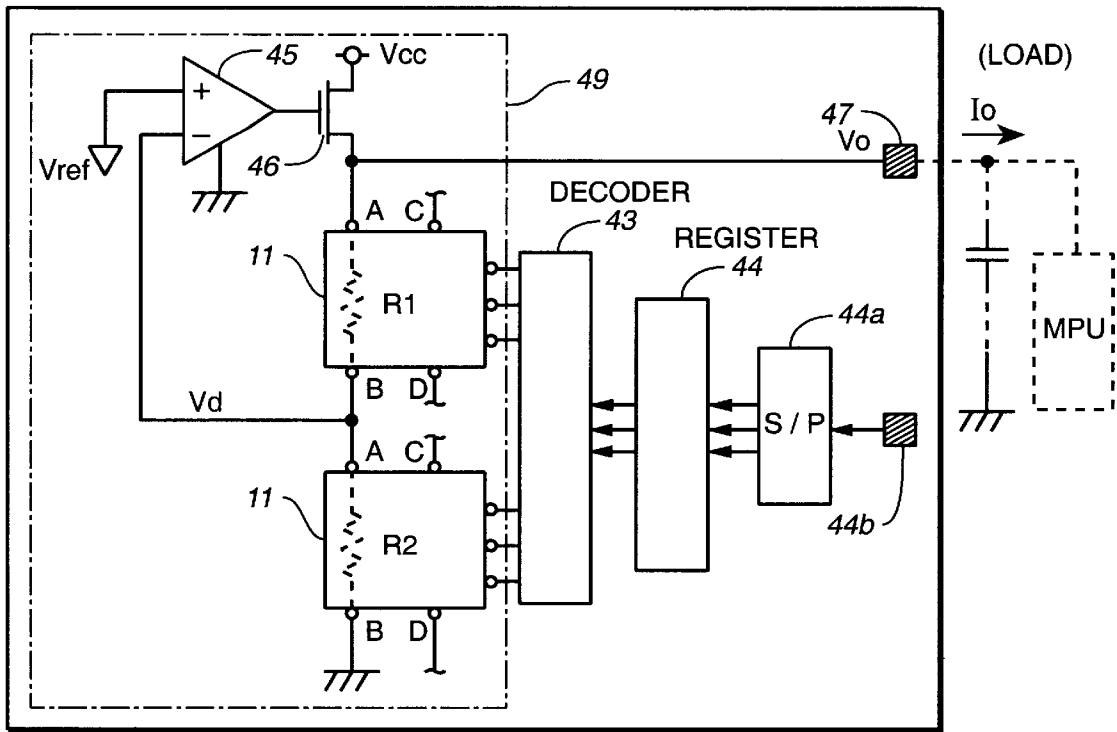 45
Vcc
49
(LOAD)
+
−
Vref
46
47
Io
Vo
DECODER
43
A
C
REGISTER
44
11
R1
44a
MPU
B
D
Vd
S / P
A
C
11
R2
44b
B
D